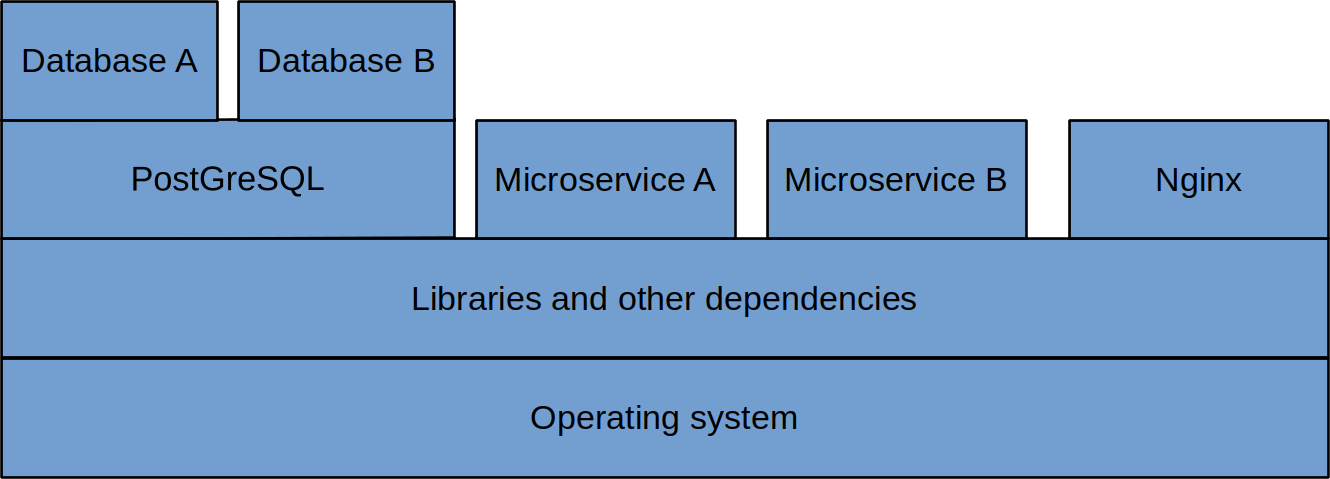 Database A
Database B
PostGreSQL
Microservice A
Microservice B
Nginx
Libraries and other dependencies
Operating system